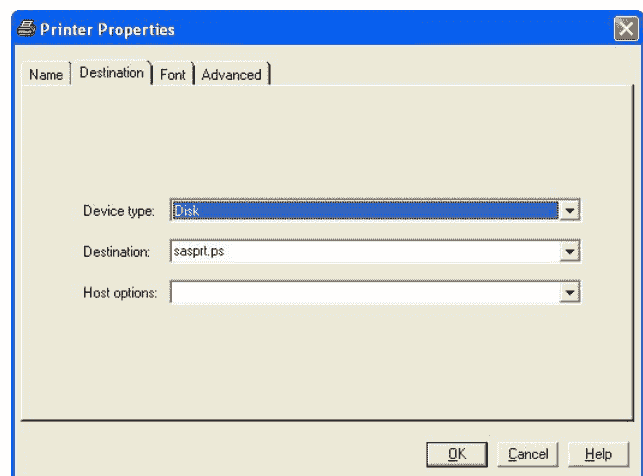 Printer Properties
Name Destination Font Advanced
Device type: Disk
Destination: sasprt.ps
Host options:
OK Cancel Help